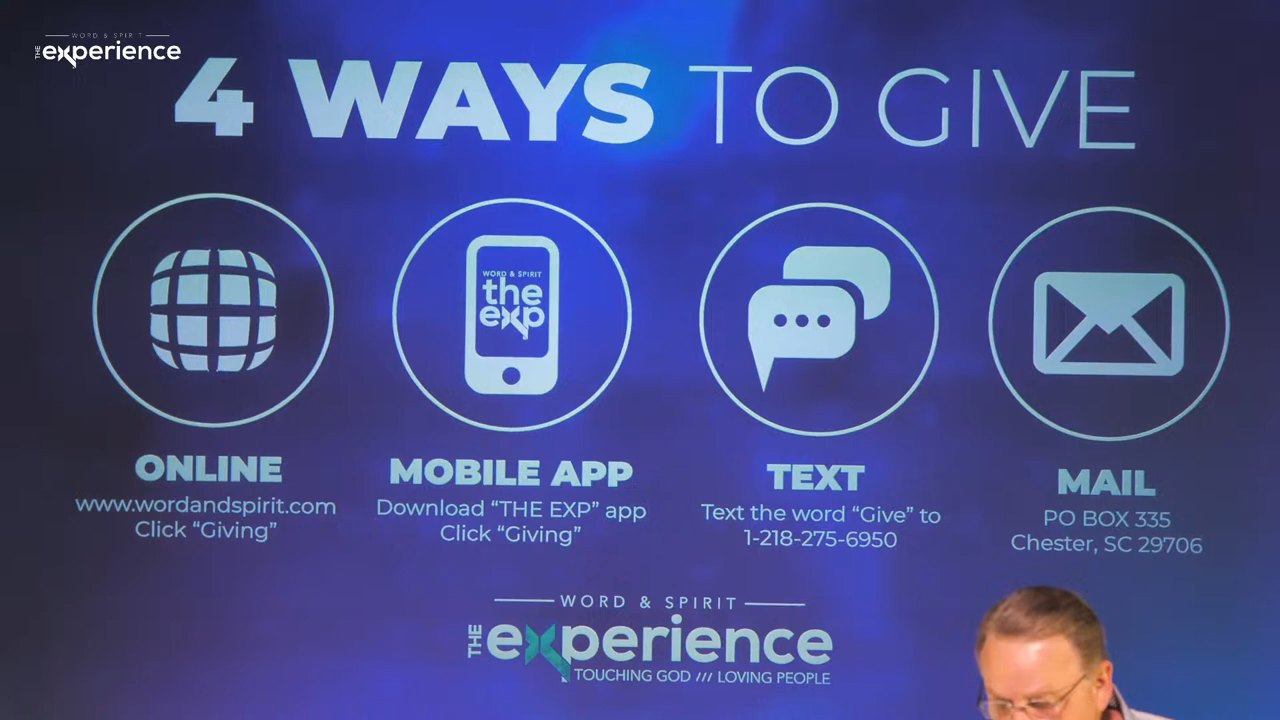 WORD & SPIRIT
THE experience
4 WAYS TO GIVE
WORD & SPIRIT
the
exp
ONLINE
www.wordandspirit.com
Click “Giving”
MOBILE APP
Download “THE EXP” app
Click “Giving”
TEXT
Text the word “Give” to
1-218-275-6950
MAIL
PO BOX 335
Chester, SC 29706
WORD & SPIRIT
THE experience
TOUCHING GOD /// LOVING PEOPLE